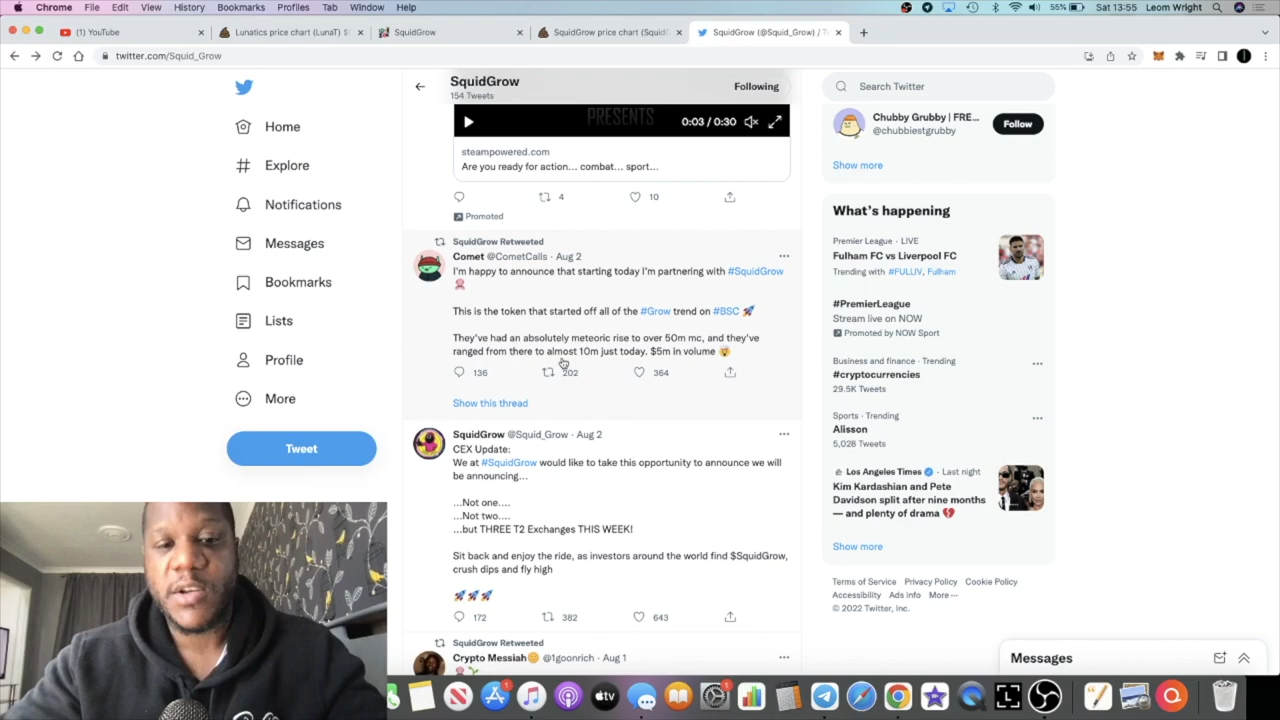 Chrome File Edit View History Bookmarks Profiles Tab Window Help
55% Sat 13:55 Leom Wright
(1) YouTube
Lunatics price chart (LunaT) $
SquidGrow
SquidGrow price chart (Squid
SquidGrow (@Squid_Grow) / T
twitter.com/Squid_Grow
Home
Explore
Notifications
Messages
Bookmarks
Lists
Profile
More
Tweet
SquidGrow
154 Tweets
Following
PRESENTS
0:03 / 0:30
steampowered.com
Are you ready for action... combat... sport...
4 10
Promoted
SquidGrow Retweeted
Comet @CometCalls · Aug 2
I'm happy to announce that starting today I'm partnering with #SquidGrow
This is the token that started off all of the #Grow trend on #BSC 🚀
They've had an absolutely meteoric rise to over 50m mc, and they've
ranged from there to almost 10m just today. $5m in volume 🤯
136 202 364
Show this thread
SquidGrow @Squid_Grow · Aug 2
CEX Update:
We at #SquidGrow would like to take this opportunity to announce we will
be announcing...
...Not one....
...Not two....
...but THREE T2 Exchanges THIS WEEK!
Sit back and enjoy the ride, as investors around the world find $SquidGrow,
crush dips and fly high
🚀🚀🚀
172 382 643
SquidGrow Retweeted
Crypto Messiah @1goonrich · Aug 1
Search Twitter
Chubby Grubby | FRE...
@chubbiestgrubby
Follow
Show more
What's happening
Premier League · LIVE
Fulham FC vs Liverpool FC
Trending with #FULLIV, Fulham
#PremierLeague
Stream live on NOW
Promoted by NOW Sport
Business and finance · Trending
#cryptocurrencies
29.5K Tweets
Sports · Trending
Alisson
5,028 Tweets
Los Angeles Times · Last night
Kim Kardashian and Pete
Davidson split after nine months
— and plenty of drama 💔
Show more
Terms of Service Privacy Policy Cookie Policy
Accessibility Ads info More ···
© 2022 Twitter, Inc.
Messages
tv